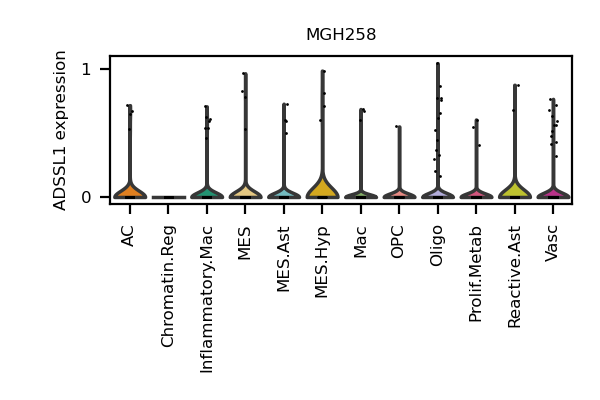 MGH258
ADSSL1 expression
1
0
AC
Chromatin.Reg
Inflammatory.Mac
MES
MES.Ast
MES.Hyp
Mac
OPC
Oligo
Prolif.Metab
Reactive.Ast
Vasc